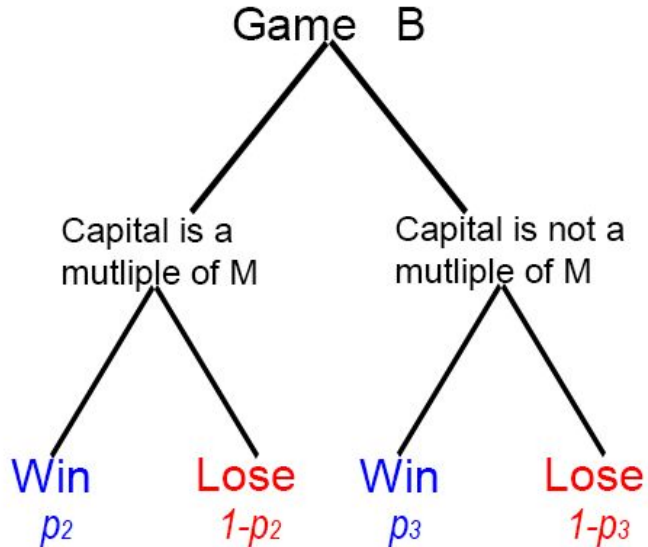 Game B
Capital is a
mutliple of M
Capital is not a
mutliple of M
Win
Lose
Win
Lose
p2
1-p2
p3
1-p3